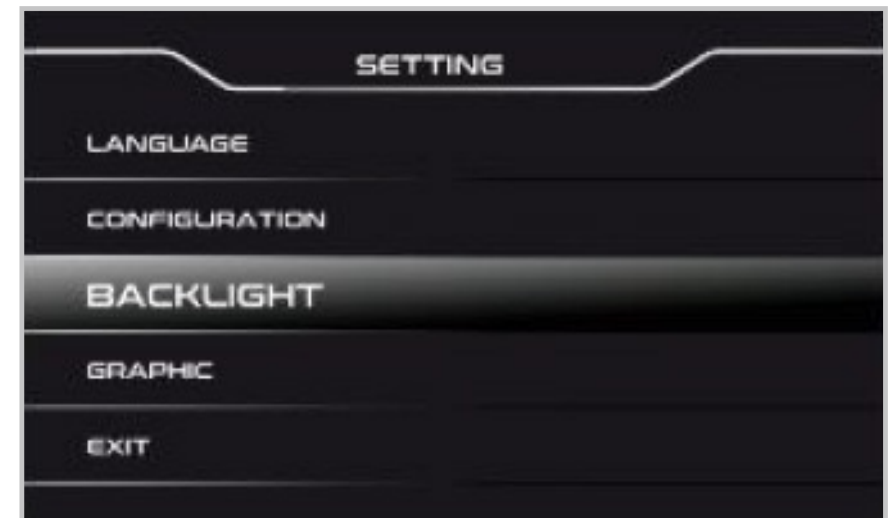 SETTING
LANGUAGE
CONFIGURATION
BACKLIGHT
GRAPHIC
EXIT